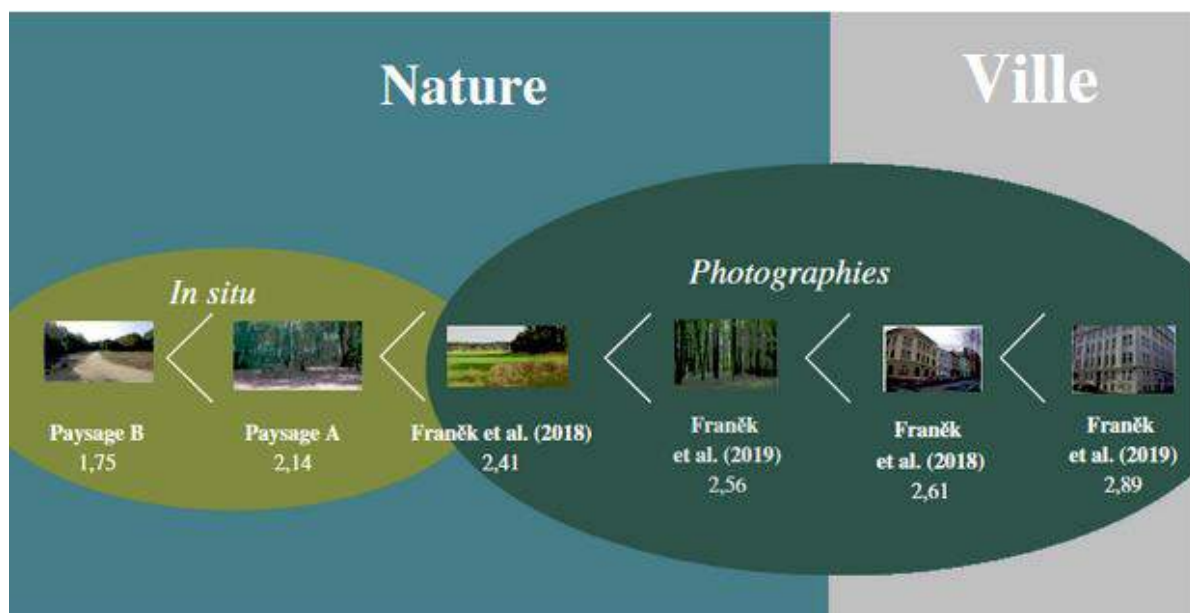 Nature
Ville
In situ
Photographies
Paysage B
1,75
Paysage A
2,14
Franěk et al. (2018)
2,41
Franěk
et al. (2019)
2,56
Franěk
et al. (2018)
2,61
Franěk
et al. (2019)
2,89